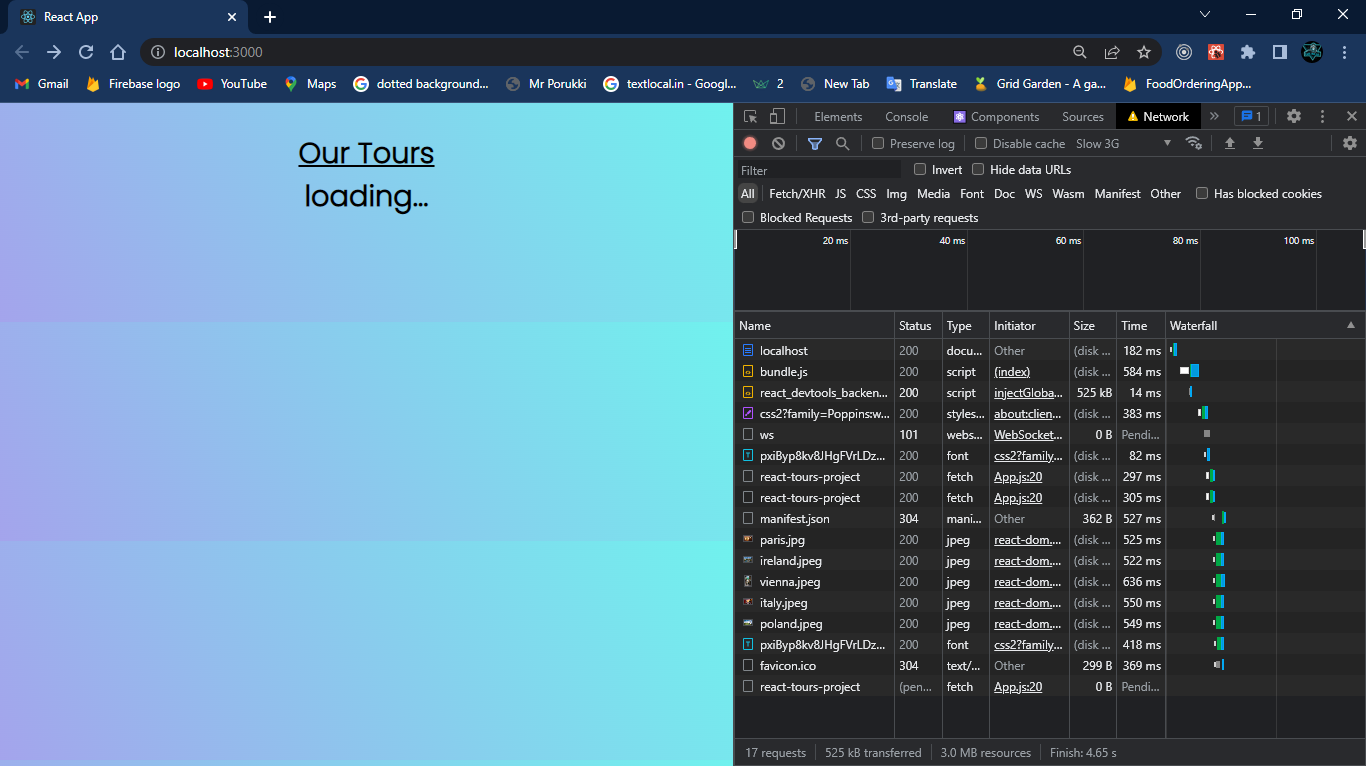 React App
localhost:3000
Gmail Firebase logo YouTube Maps dotted background... Mr Porukki textlocal.in - Googl... 2 New Tab Translate Grid Garden - A ga... FoodOrderingApp...
Our Tours
loading...
Elements Console Components Sources Network 1
Preserve log Disable cache Slow 3G
Filter Invert Hide data URLs
All Fetch/XHR JS CSS Img Media Font Doc WS Wasm Manifest Other Has blocked cookies
Blocked Requests 3rd-party requests
20 ms 40 ms 60 ms 80 ms 100 ms
Name Status Type Initiator Size Time Waterfall
localhost 200 docu... Other (disk ... 182 ms
bundle.js 200 script (index) (disk ... 584 ms
react_devtools_backen... 200 script injectGloba... 525 kB 14 ms
css2?family=Poppins:w... 200 styles... about:clien... (disk ... 383 ms
ws 101 webs... WebSocket... 0 B Pendi...
pxiByp8kv8JHgFVrLDz... 200 font css2?family... (disk ... 82 ms
react-tours-project 200 fetch App.js:20 (disk ... 297 ms
react-tours-project 200 fetch App.js:20 (disk ... 305 ms
manifest.json 304 mani... Other 362 B 527 ms
paris.jpg 200 jpeg react-dom.... (disk ... 525 ms
ireland.jpeg 200 jpeg react-dom.... (disk ... 522 ms
vienna.jpeg 200 jpeg react-dom.... (disk ... 636 ms
italy.jpeg 200 jpeg react-dom.... (disk ... 550 ms
poland.jpeg 200 jpeg react-dom.... (disk ... 549 ms
pxiByp8kv8JHgFVrLDz... 200 font css2?family... (disk ... 418 ms
favicon.ico 304 text/... Other 299 B 369 ms
react-tours-project (pen... fetch App.js:20 0 B Pendi...
17 requests 525 kB transferred 3.0 MB resources Finish: 4.65 s